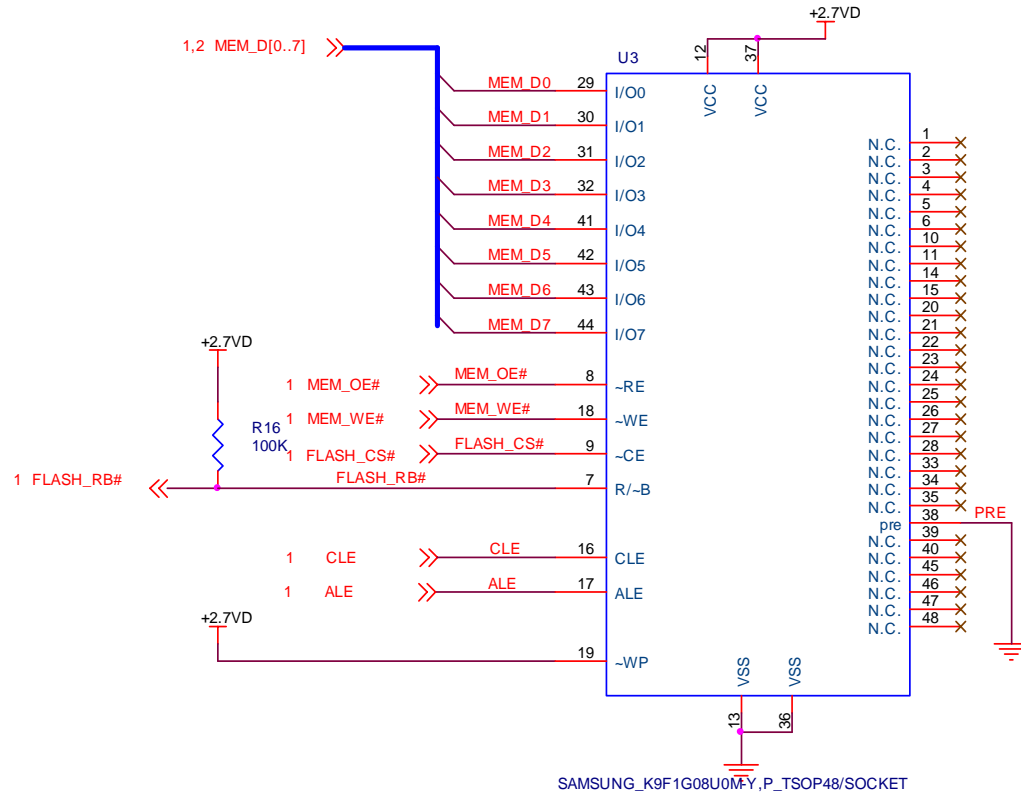 +2.7VD
1,2 MEM_D[0..7]
12
37
U3
VCC
VCC
MEM_D0 29 I/O0
MEM_D1 30 I/O1
MEM_D2 31 I/O2
MEM_D3 32 I/O3
MEM_D4 41 I/O4
MEM_D5 42 I/O5
MEM_D6 43 I/O6
MEM_D7 44 I/O7
N.C. 1
N.C. 2
N.C. 3
N.C. 4
N.C. 5
N.C. 6
N.C. 10
N.C. 11
N.C. 14
N.C. 15
N.C. 20
N.C. 21
N.C. 22
N.C. 23
N.C. 24
N.C. 25
N.C. 26
N.C. 27
N.C. 28
N.C. 33
N.C. 34
N.C. 35
pre 38 PRE
N.C. 39
N.C. 40
N.C. 45
N.C. 46
N.C. 47
N.C. 48
+2.7VD
R16
100K
1 MEM_OE# MEM_OE# 8 ~RE
1 MEM_WE# MEM_WE# 18 ~WE
1 FLASH_CS# FLASH_CS# 9 ~CE
1 FLASH_RB# FLASH_RB# 7 R/~B
1 CLE CLE 16 CLE
1 ALE ALE 17 ALE
+2.7VD
19 ~WP
VSS
VSS
13
36
SAMSUNG_K9F1G08U0M-Y,P_TSOP48/SOCKET